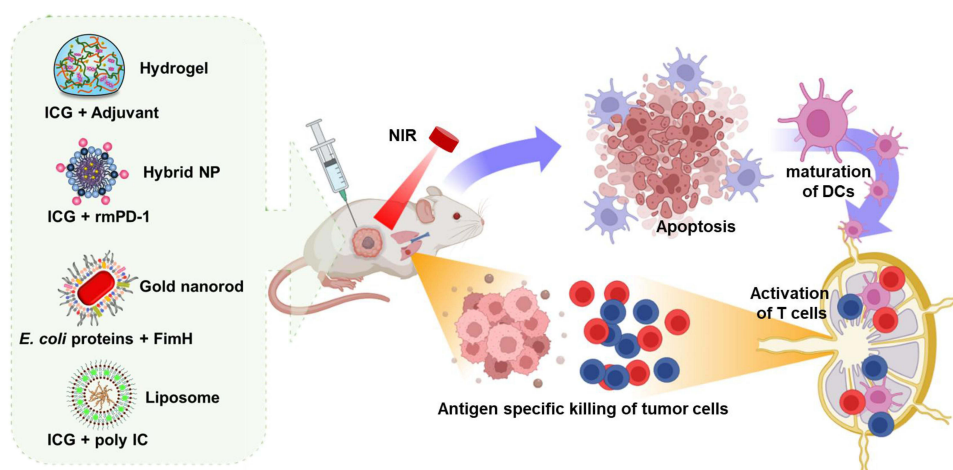 Hydrogel
ICG + Adjuvant
Hybrid NP
ICG + rmPD-1
Gold nanorod
E. coli proteins + FimH
Liposome
ICG + poly IC
NIR
Apoptosis
maturation
of DCs
Activation
of T cells
Antigen specific killing of tumor cells